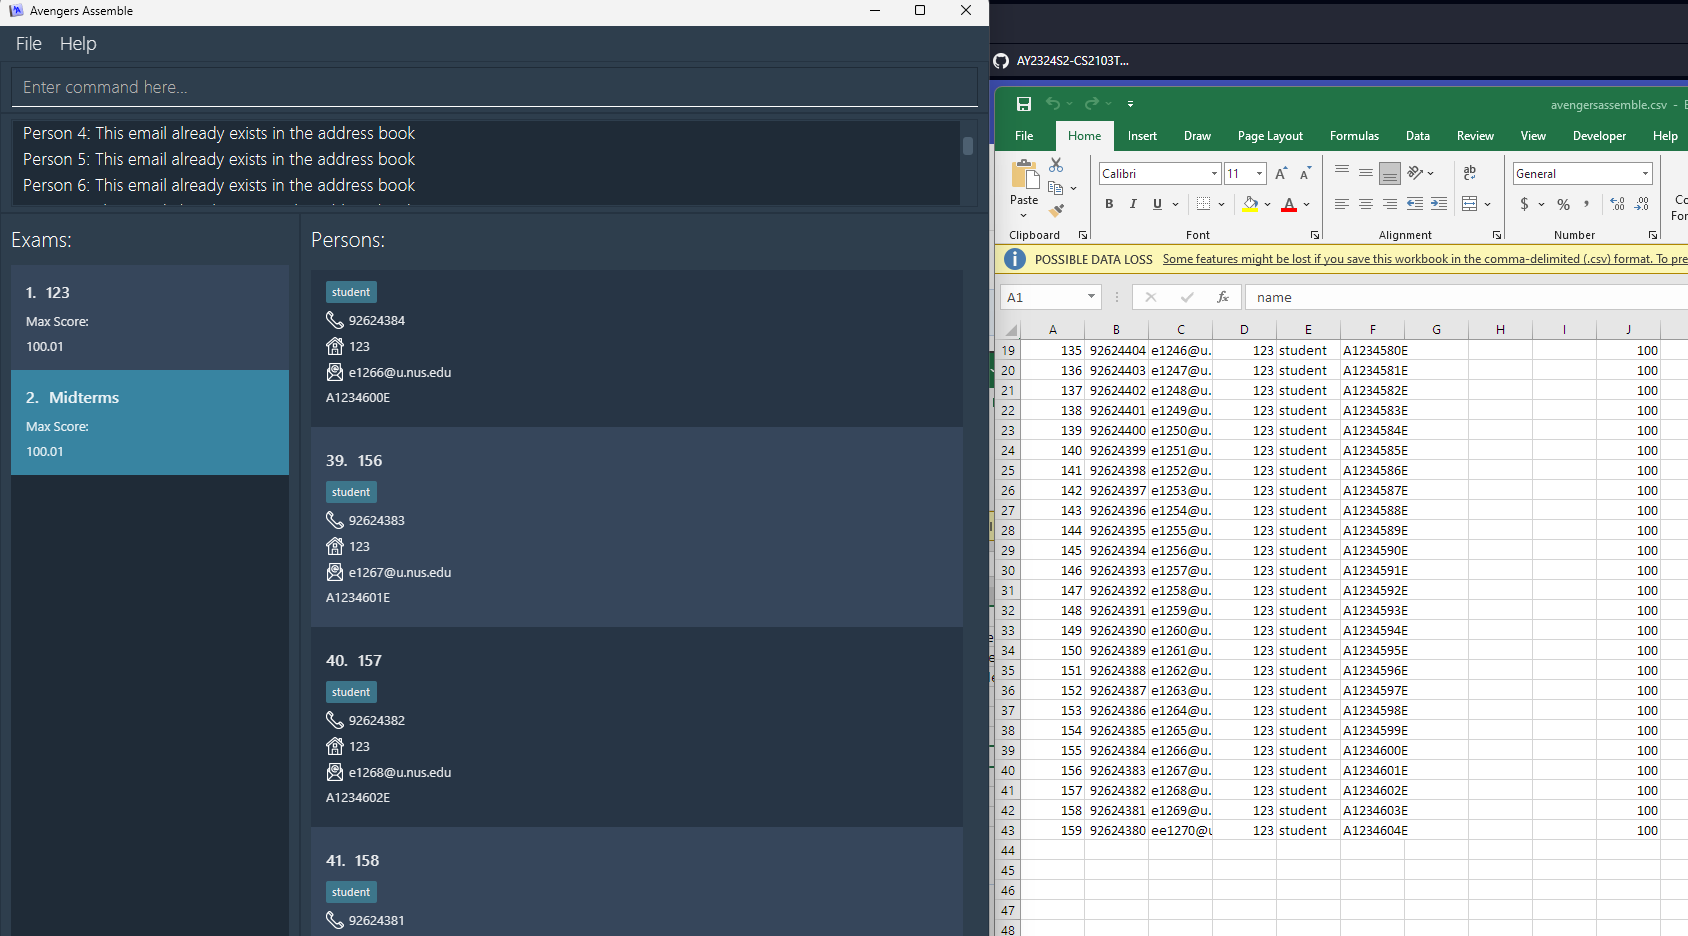 Avengers Assemble
File Help
Enter command here...
Person 4: This email already exists in the address book
Person 5: This email already exists in the address book
Person 6: This email already exists in the address book
Exams:
1. 123
Max Score:
100.01
2. Midterms
Max Score:
100.01
Persons:
student
92624384
123
e1266@u.nus.edu
A1234600E
39. 156
student
92624383
123
e1267@u.nus.edu
A1234601E
40. 157
student
92624382
123
e1268@u.nus.edu
A1234602E
41. 158
student
92624381
AY2324S2-CS2103T...
avengersassemble.csv -
File Home Insert Draw Page Layout Formulas Data Review View Developer Help
Paste
Calibri 11
General
Clipboard Font Alignment Number
POSSIBLE DATA LOSS Some features might be lost if you save this workbook in the comma-delimited (.csv) format. To pre
A1 fx name
A B C D E F G H I J
19 135 92624404 e1246@u. 123 student A1234580E 100
20 136 92624403 e1247@u. 123 student A1234581E 100
21 137 92624402 e1248@u. 123 student A1234582E 100
22 138 92624401 e1249@u. 123 student A1234583E 100
23 139 92624400 e1250@u. 123 student A1234584E 100
24 140 92624399 e1251@u. 123 student A1234585E 100
25 141 92624398 e1252@u. 123 student A1234586E 100
26 142 92624397 e1253@u. 123 student A1234587E 100
27 143 92624396 e1254@u. 123 student A1234588E 100
28 144 92624395 e1255@u. 123 student A1234589E 100
29 145 92624394 e1256@u. 123 student A1234590E 100
30 146 92624393 e1257@u. 123 student A1234591E 100
31 147 92624392 e1258@u. 123 student A1234592E 100
32 148 92624391 e1259@u. 123 student A1234593E 100
33 149 92624390 e1260@u. 123 student A1234594E 100
34 150 92624389 e1261@u. 123 student A1234595E 100
35 151 92624388 e1262@u. 123 student A1234596E 100
36 152 92624387 e1263@u. 123 student A1234597E 100
37 153 92624386 e1264@u. 123 student A1234598E 100
38 154 92624385 e1265@u. 123 student A1234599E 100
39 155 92624384 e1266@u. 123 student A1234600E 100
40 156 92624383 e1267@u. 123 student A1234601E 100
41 157 92624382 e1268@u. 123 student A1234602E 100
42 158 92624381 e1269@u. 123 student A1234603E 100
43 159 92624380 ee1270@u 123 student A1234604E 100
44
45
46
47
48